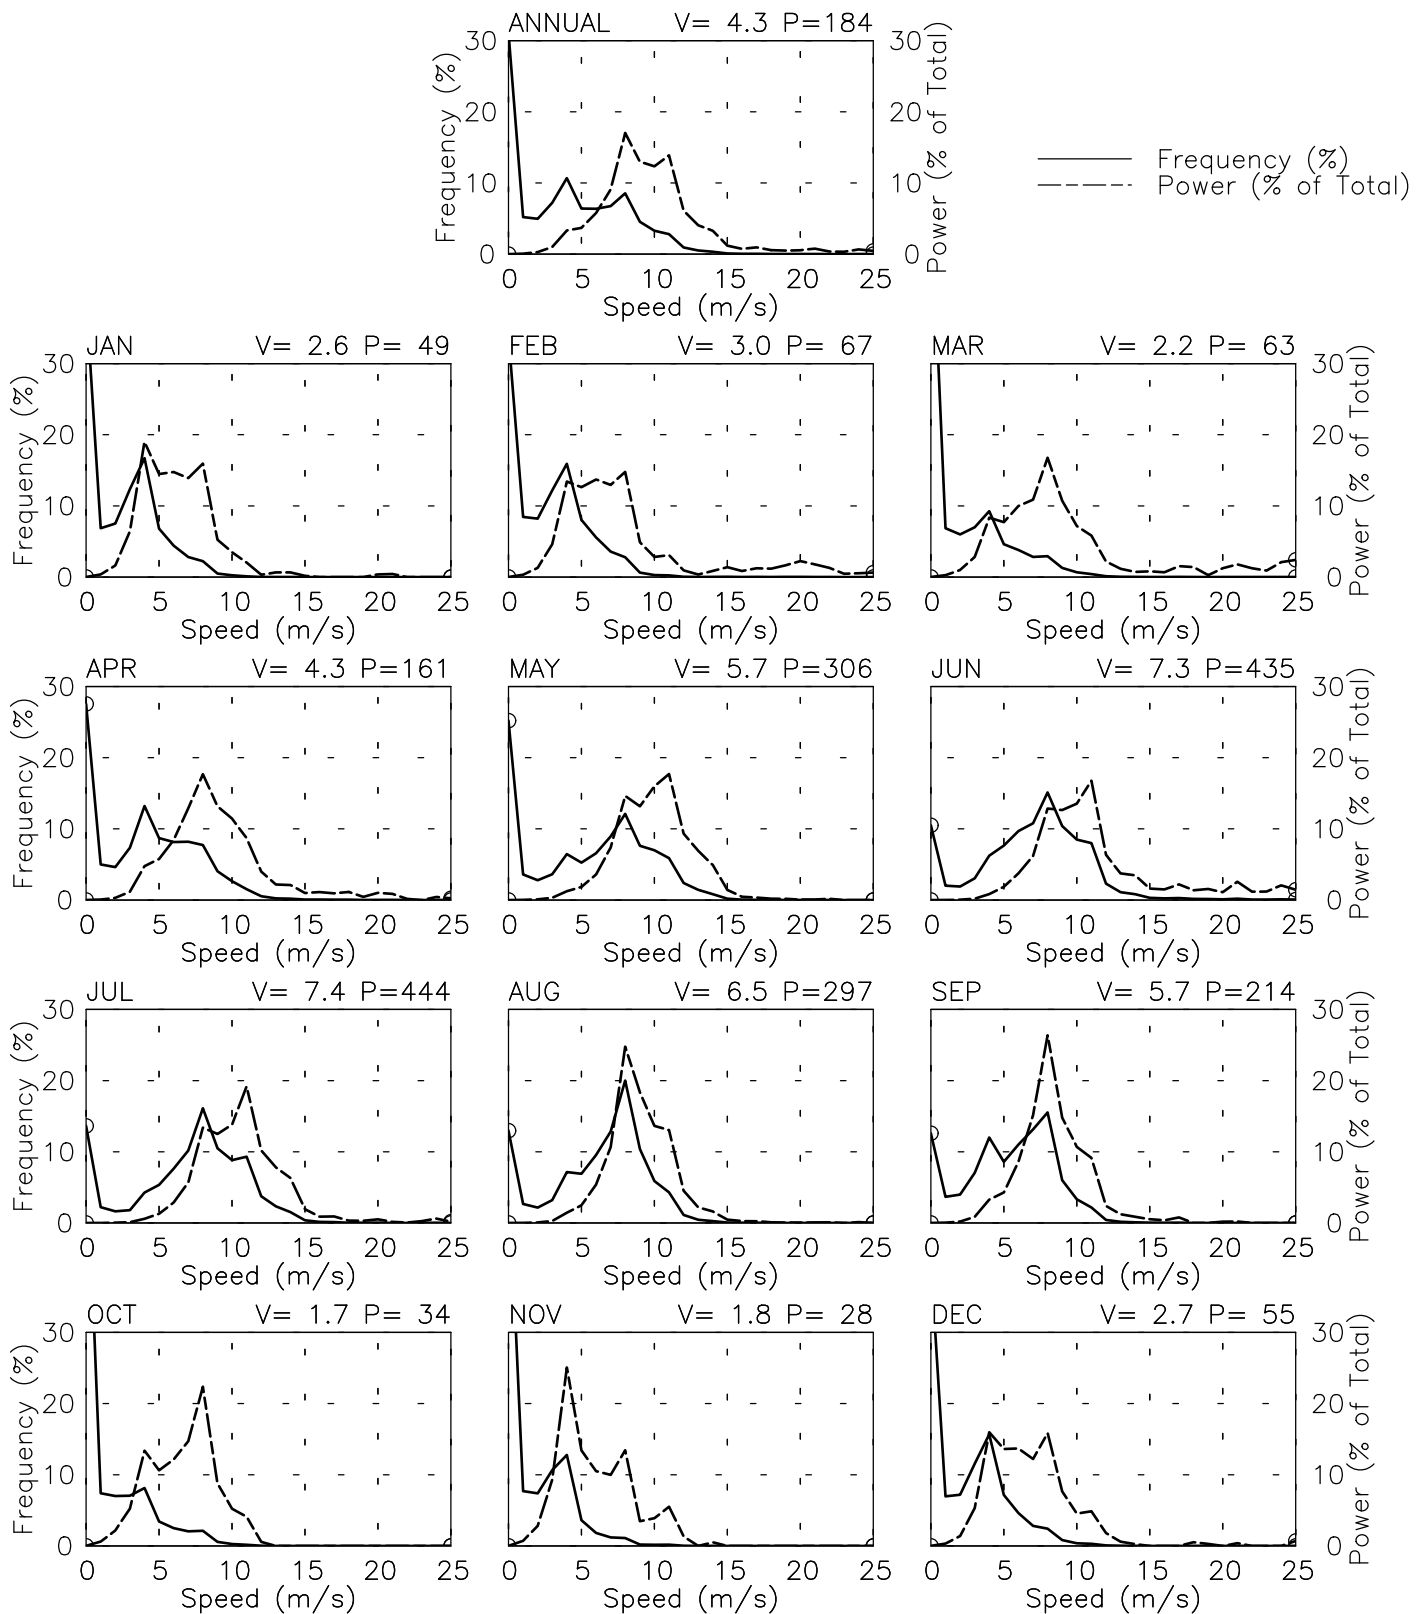 ANNUAL V= 4.3 P=184
30 30
20 20
10 10
0 0
Frequency (%)
Power (% of Total)
0 5 10 15 20 25
Speed (m/s)
Frequency (%)
Power (% of Total)
JAN V= 2.6 P= 49
FEB V= 3.0 P= 67
MAR V= 2.2 P= 63
30 30
20 20
10 10
0 0
Frequency (%)
Power (% of Total)
0 5 10 15 20 25
0 5 10 15 20 25
0 5 10 15 20 25
Speed (m/s)
Speed (m/s)
Speed (m/s)
APR V= 4.3 P=161
MAY V= 5.7 P=306
JUN V= 7.3 P=435
30 30
20 20
10 10
0 0
Frequency (%)
Power (% of Total)
0 5 10 15 20 25
0 5 10 15 20 25
0 5 10 15 20 25
Speed (m/s)
Speed (m/s)
Speed (m/s)
JUL V= 7.4 P=444
AUG V= 6.5 P=297
SEP V= 5.7 P=214
30 30
20 20
10 10
0 0
Frequency (%)
Power (% of Total)
0 5 10 15 20 25
0 5 10 15 20 25
0 5 10 15 20 25
Speed (m/s)
Speed (m/s)
Speed (m/s)
OCT V= 1.7 P= 34
NOV V= 1.8 P= 28
DEC V= 2.7 P= 55
30 30
20 20
10 10
0 0
Frequency (%)
Power (% of Total)
0 5 10 15 20 25
0 5 10 15 20 25
0 5 10 15 20 25
Speed (m/s)
Speed (m/s)
Speed (m/s)